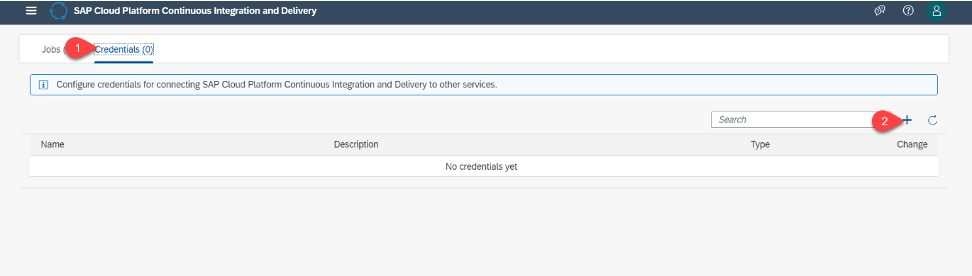 SAP Cloud Platform Continuous Integration and Delivery
Jobs (
1
Credentials (0)
Configure credentials for connecting SAP Cloud Platform Continuous Integration and Delivery to other services.
Search
2
Name Description Type Change
No credentials yet